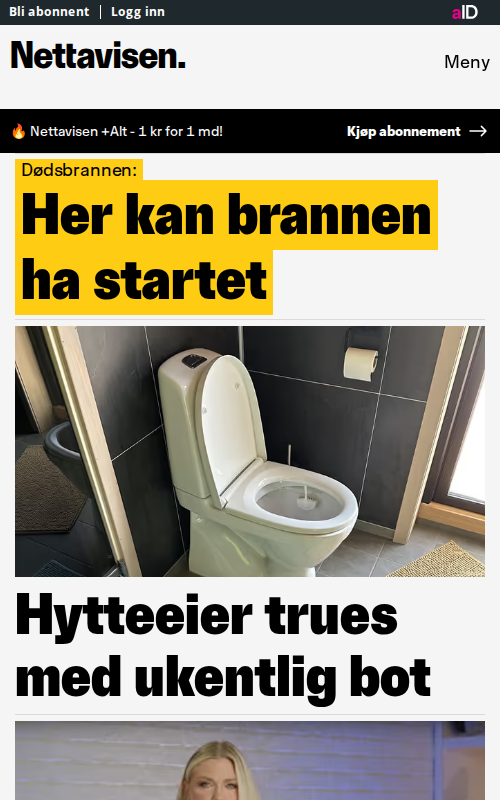 Bli abonnent | Logg inn
aID
Nettavisen.
Meny
🔥 Nettavisen +Alt - 1 kr for 1 md!
Kjøp abonnement →
Dødsbrannen:
Her kan brannen
ha startet
Hytteeier trues
med ukentlig bot